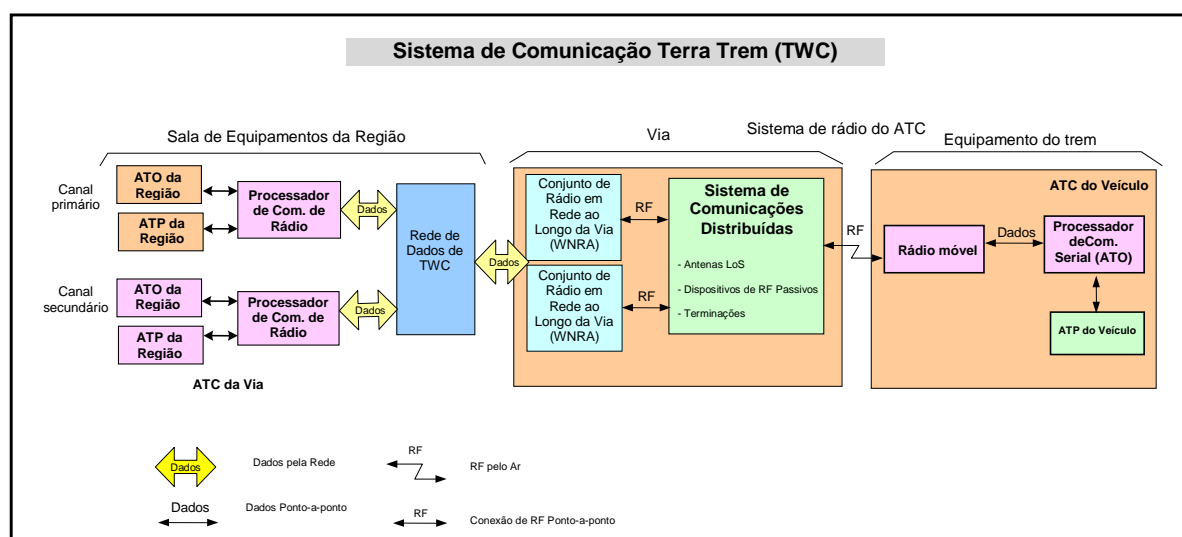 Sistema de Comunicação Terra Trem (TWC)
Sala de Equipamentos da Região
Via
Sistema de rádio do ATC
Equipamento do trem
Canal
primário
ATO da
Região
ATP da
Região
Processador
de Com. de
Rádio
Dados
Canal
secundário
ATO da
Região
ATP da
Região
Processador
de Com. de
Rádio
Dados
ATC da Via
Rede de
Dados de
TWC
Dados
Conjunto de
Rádio em
Rede ao
Longo da Via
(WNRA)
RF
Conjunto de
Rádio em
Rede ao
Longo da Via
(WNRA)
RF
Sistema de
Comunicações
Distribuídas
- Antenas LoS
- Dispositivos de RF Passivos
- Terminações
RF
ATC do Veículo
Rádio móvel
Dados
Processador
deCom.
Serial (ATO)
ATP do Veículo
Dados
Dados pela Rede
RF
RF pelo Ar
Dados
Dados Ponto-a-ponto
RF
Conexão de RF Ponto-a-ponto